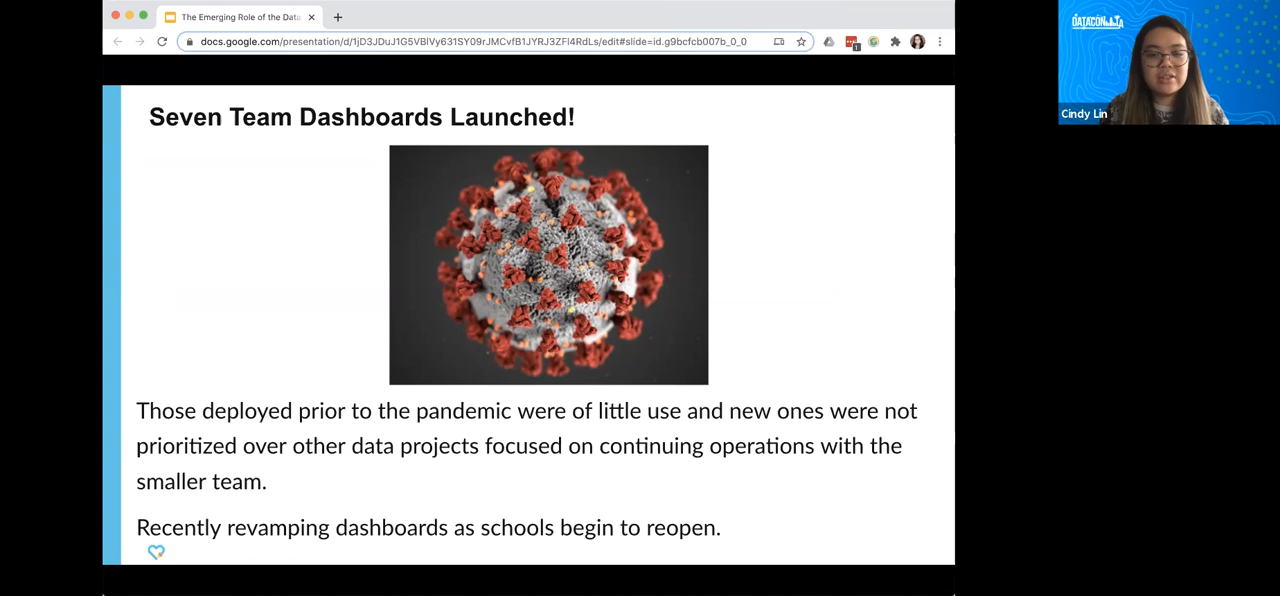 The Emerging Role of the Data
docs.google.com/presentation/d/1jD3JDuJ1G5VBlVy631SY09rJMCvfB1JYRJ3ZFl4RdLs/edit#slide=id.g9bcfcb007b_0_0
1
Seven Team Dashboards Launched!
Those deployed prior to the pandemic were of little use and new ones were not
prioritized over other data projects focused on continuing operations with the
smaller team.
Recently revamping dashboards as schools begin to reopen.
Cindy Lin